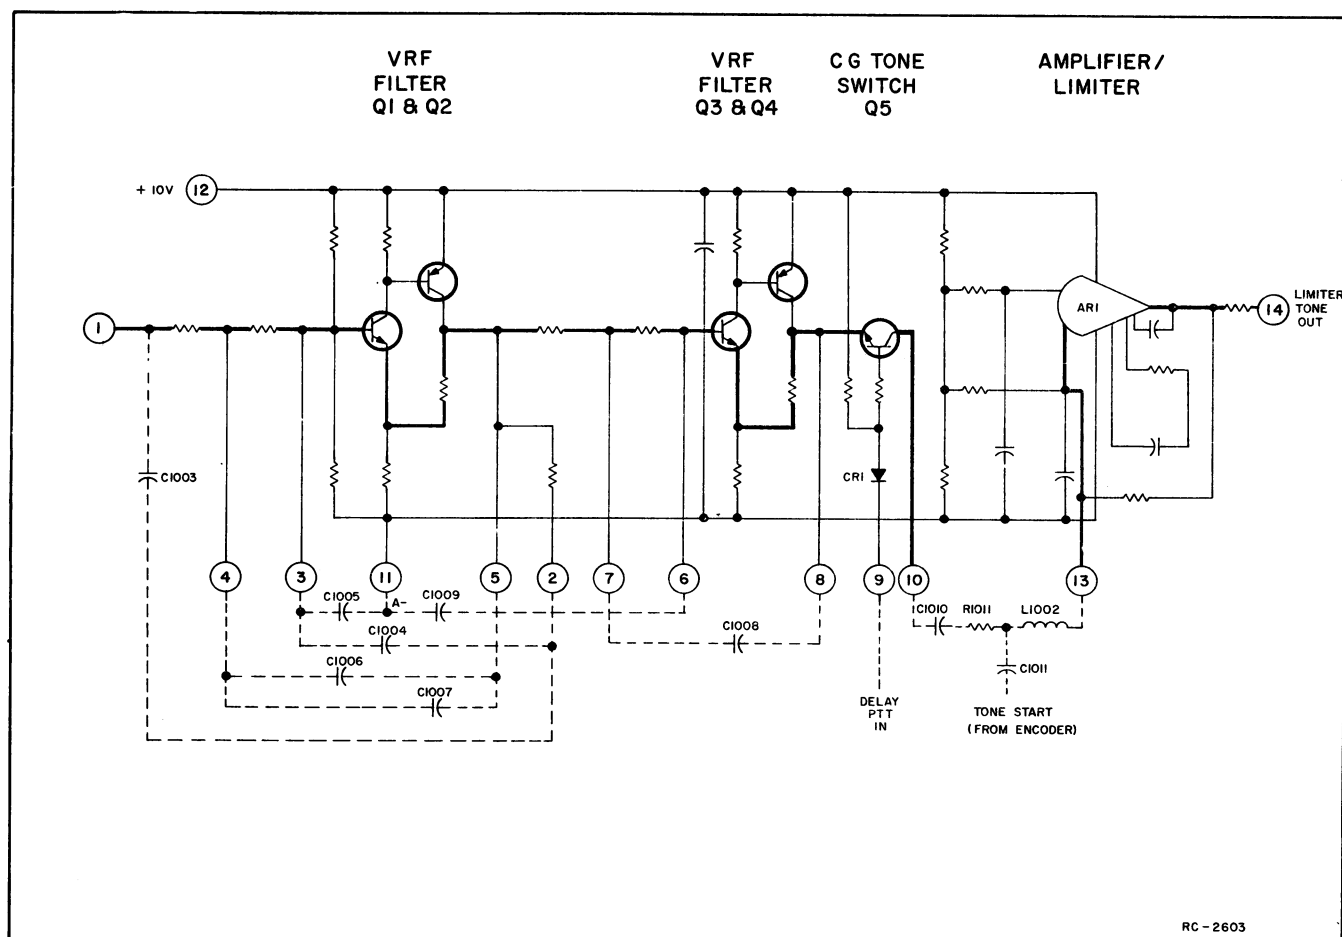 VRF
FILTER
Q1 & Q2
VRF
FILTER
Q3 & Q4
CG TONE
SWITCH
Q5
AMPLIFIER/
LIMITER
+ 10V
12
1
AR1
14
LIMITER
TONE
OUT
C1003
CR1
4
3
11
5
2
7
6
8
9
10
13
C1005
A-
C1009
C1004
C1006
C1007
C1008
C1010
R1011
L1002
C1011
DELAY
PTT
IN
TONE START
(FROM ENCODER)
RC-2603